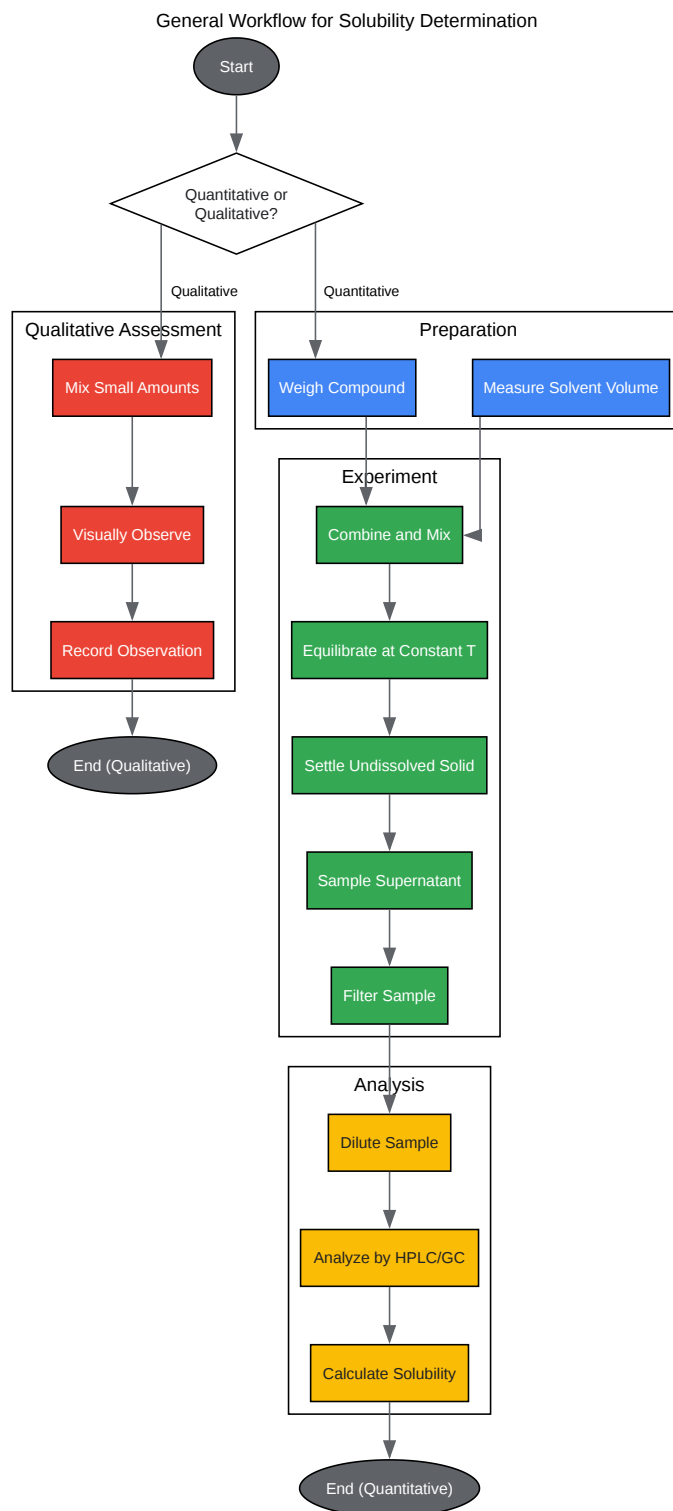 General Workflow for Solubility Determination
Start
Quantitative or
Qualitative?
Qualitative
Quantitative
Qualitative Assessment
Mix Small Amounts
Visually Observe
Record Observation
End (Qualitative)
Preparation
Weigh Compound
Measure Solvent Volume
Experiment
Combine and Mix
Equilibrate at Constant T
Settle Undissolved Solid
Sample Supernatant
Filter Sample
Analysis
Dilute Sample
Analyze by HPLC/GC
Calculate Solubility
End (Quantitative)